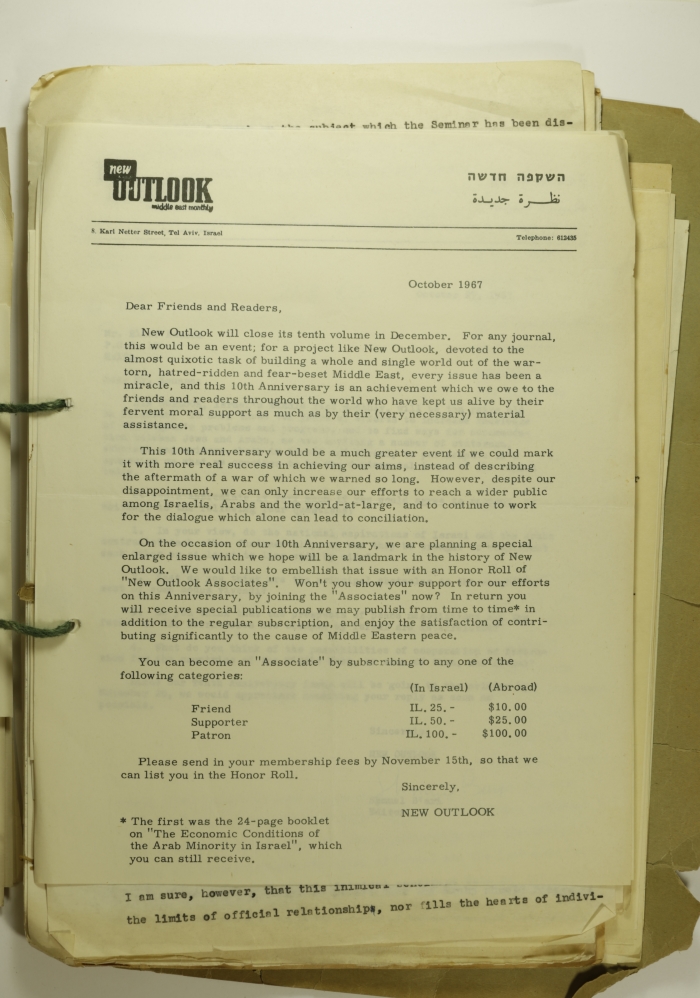 the subject which the Seminar has been dis-
new
OUTLOOK
middle east monthly
השקפה חדשה
نظرة جديدة
8, Karl Netter Street, Tel Aviv, Israel
Telephone: 612435
October 1967
Dear Friends and Readers,
New Outlook will close its tenth volume in December. For any journal,
this would be an event; for a project like New Outlook, devoted to the
almost quixotic task of building a whole and single world out of the war-
torn, hatred-ridden and fear-beset Middle East, every issue has been a
miracle, and this 10th Anniversary is an achievement which we owe to the
friends and readers throughout the world who have kept us alive by their
fervent moral support as much as by their (very necessary) material
assistance.
This 10th Anniversary would be a much greater event if we could mark
it with more real success in achieving our aims, instead of describing
the aftermath of a war of which we warned so long. However, despite our
disappointment, we can only increase our efforts to reach a wider public
among Israelis, Arabs and the world-at-large, and to continue to work
for the dialogue which alone can lead to conciliation.
On the occasion of our 10th Anniversary, we are planning a special
enlarged issue which we hope will be a landmark in the history of New
Outlook. We would like to embellish that issue with an Honor Roll of
"New Outlook Associates". Won't you show your support for our efforts
on this Anniversary, by joining the "Associates" now? In return you
will receive special publications we may publish from time to time* in
addition to the regular subscription, and enjoy the satisfaction of contri-
buting significantly to the cause of Middle Eastern peace.
You can become an "Associate" by subscribing to any one of the
following categories:
(In Israel) (Abroad)
Friend IL. 25. - $10.00
Supporter IL. 50. - $25.00
Patron IL. 100. - $100.00
Please send in your membership fees by November 15th, so that we
can list you in the Honor Roll.
Sincerely,
NEW OUTLOOK
* The first was the 24-page booklet
on "The Economic Conditions of
the Arab Minority in Israel", which
you can still receive.
I am sure, however, that this inimical
the limits of official relationships, nor fills the hearts of indivi-